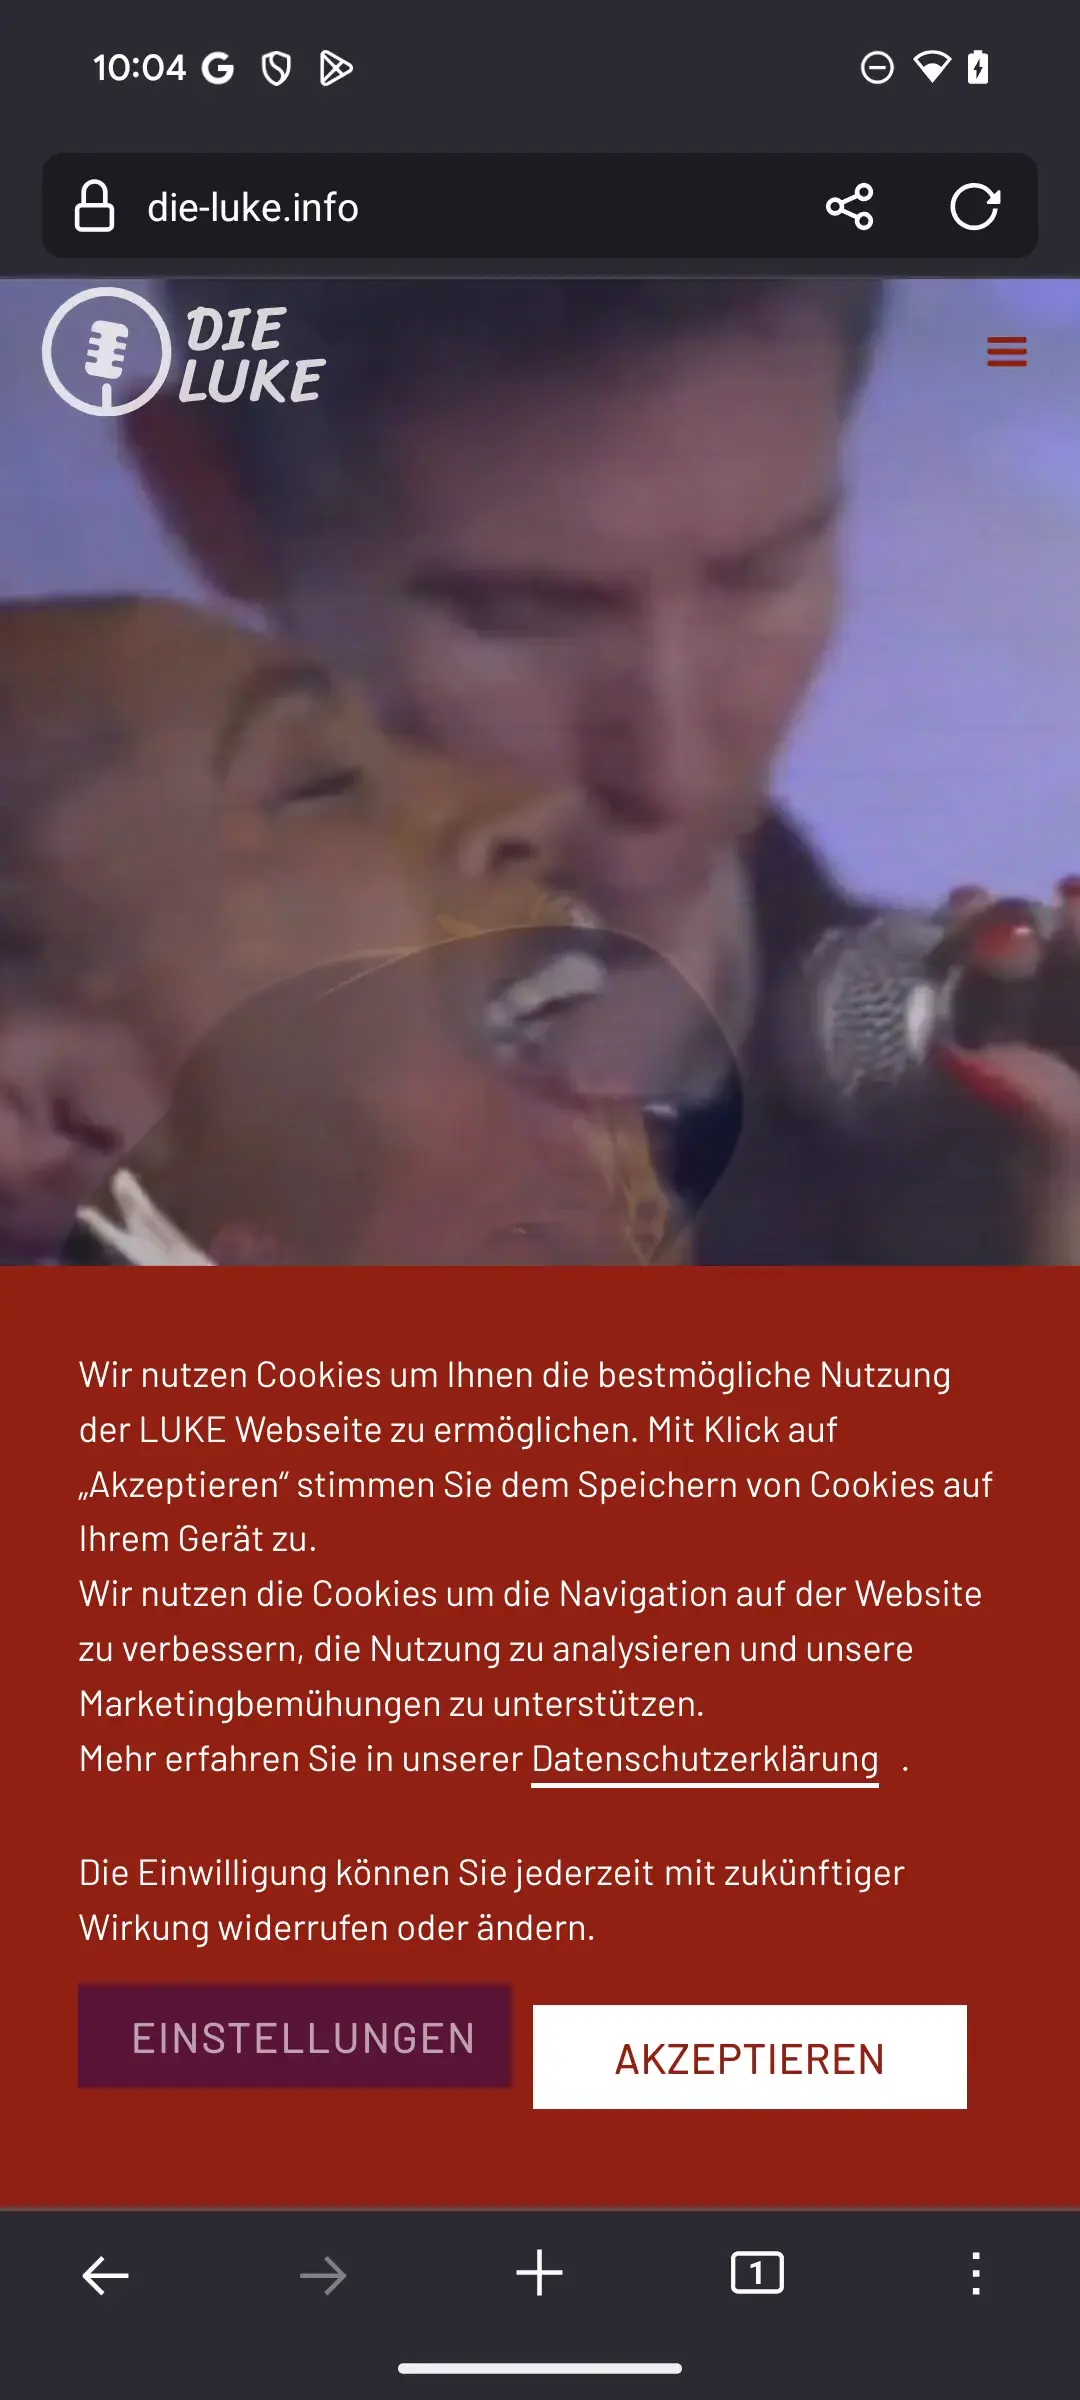 10:04
die-luke.info
DIE
LUKE
Wir nutzen Cookies um Ihnen die bestmögliche Nutzung
der LUKE Webseite zu ermöglichen. Mit Klick auf
„Akzeptieren“ stimmen Sie dem Speichern von Cookies auf
Ihrem Gerät zu.
Wir nutzen die Cookies um die Navigation auf der Website
zu verbessern, die Nutzung zu analysieren und unsere
Marketingbemühungen zu unterstützen.
Mehr erfahren Sie in unserer Datenschutzerklärung .
Die Einwilligung können Sie jederzeit mit zukünftiger
Wirkung widerrufen oder ändern.
EINSTELLUNGEN
AKZEPTIEREN
1